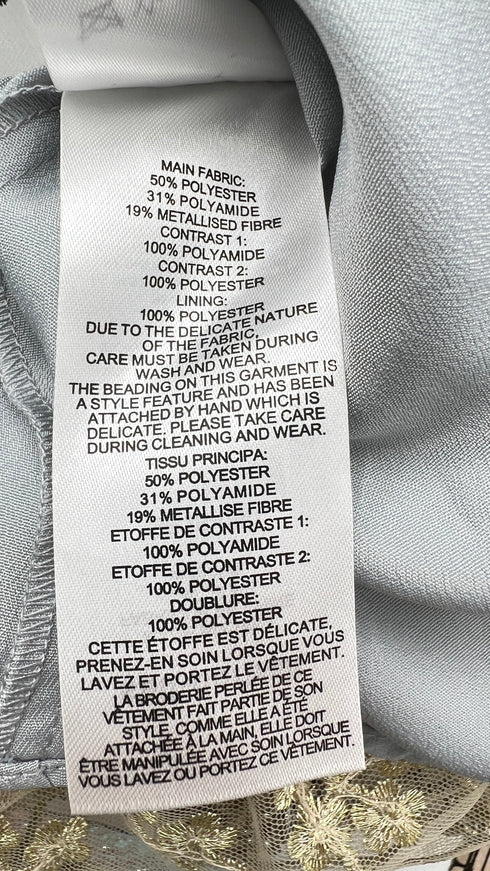 MAIN FABRIC:
50% POLYESTER
31% POLYAMIDE
19% METALLISED FIBRE
CONTRAST 1:
100% POLYAMIDE
CONTRAST 2:
100% POLYESTER
LINING:
100% POLYESTER
DUE TO THE DELICATE NATURE
OF THE FABRIC,
CARE MUST BE TAKEN DURING
WASH AND WEAR.
THE BEADING ON THIS GARMENT IS
A STYLE FEATURE AND HAS BEEN
ATTACHED BY HAND WHICH IS
DELICATE. PLEASE TAKE CARE
DURING CLEANING AND WEAR.
TISSU PRINCIPA:
50% POLYESTER
31% POLYAMIDE
19% METALLISE FIBRE
ETOFFE DE CONTRASTE 1:
100% POLYAMIDE
ETOFFE DE CONTRASTE 2:
100% POLYESTER
DOUBLURE:
100% POLYESTER
CETTE ÉTOFFE EST DÉLICATE,
PRENEZ-EN SOIN LORSQUE VOUS
LAVEZ ET PORTEZ LE VÊTEMENT.
LA BRODERIE PERLÉE DE CE
VÊTEMENT FAIT PARTIE DE SON
STYLE, COMME ELLE A ÉTÉ
ATTACHÉE À LA MAIN, ELLE DOIT
ÊTRE MANIPULÉE AVEC SOIN LORSQUE
VOUS LAVEZ OU PORTEZ CE VÊTEMENT.